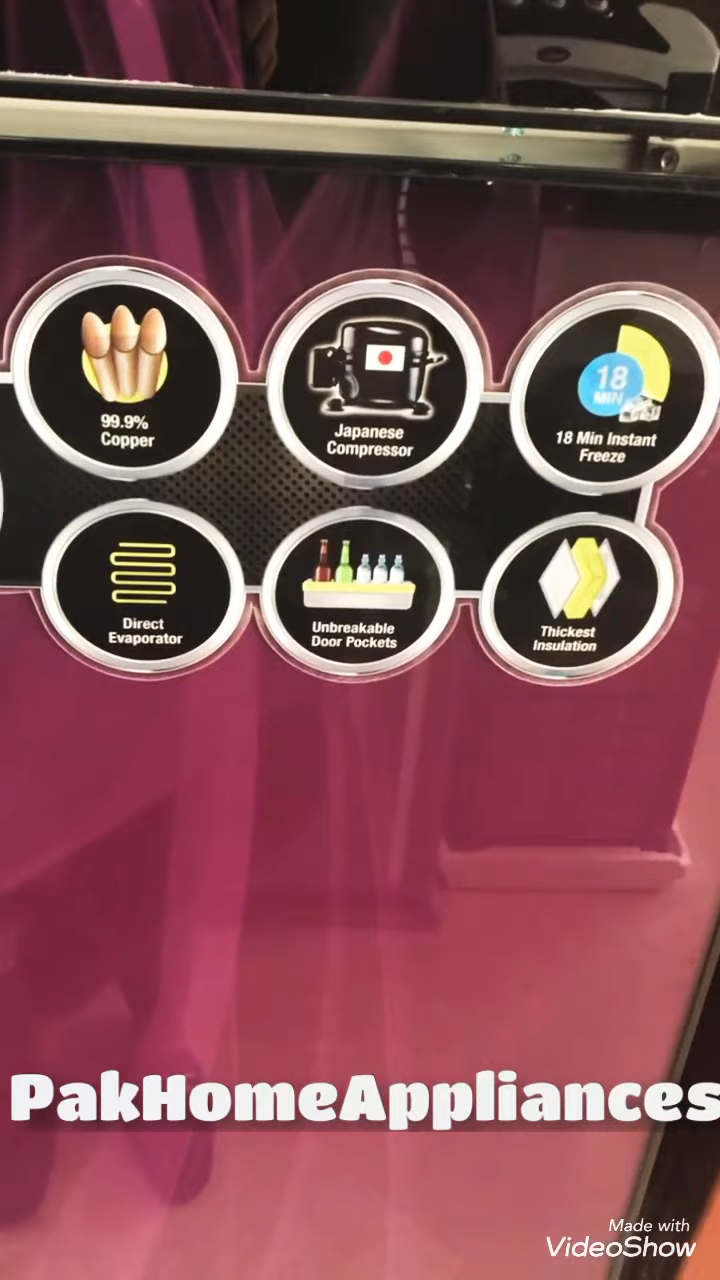 99.9%
Copper
Japanese
Compressor
18
MIN
18 Min Instant
Freeze
Direct
Evaporator
Unbreakable
Door Pockets
Thickest
Insulation
PakHomeAppliances
Made with
VideoShow